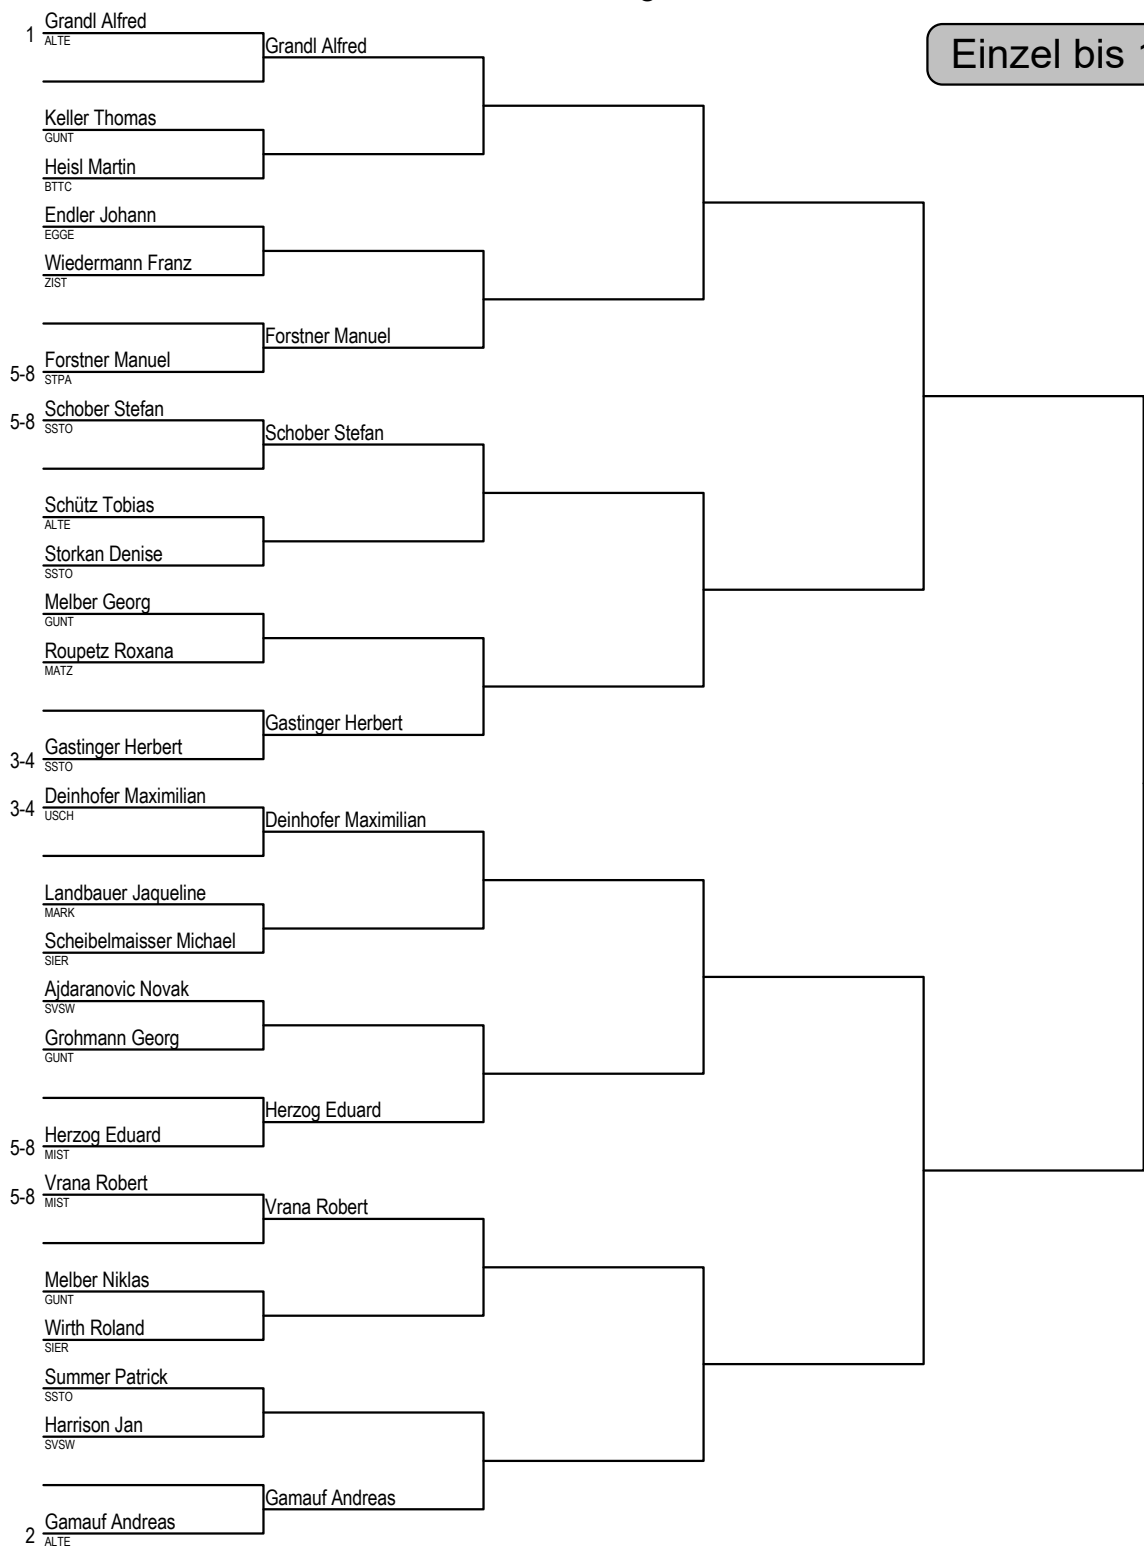 Einzel bis
1
Grandl Alfred
ALTE
Grandl Alfred
Keller Thomas
GUNT
Heisl Martin
BTTC
Endler Johann
EGGE
Wiedermann Franz
ZIST
Forstner Manuel
5-8
Forstner Manuel
STPA
5-8
Schober Stefan
SSTO
Schober Stefan
Schütz Tobias
ALTE
Storkan Denise
SSTO
Melber Georg
GUNT
Roupetz Roxana
MATZ
Gastinger Herbert
3-4
Gastinger Herbert
SSTO
3-4
Deinhofer Maximilian
USCH
Deinhofer Maximilian
Landbauer Jaqueline
MARK
Scheibelmaisser Michael
SIER
Ajdaranovic Novak
SVSW
Grohmann Georg
GUNT
Herzog Eduard
5-8
Herzog Eduard
MIST
5-8
Vrana Robert
MIST
Vrana Robert
Melber Niklas
GUNT
Wirth Roland
SIER
Summer Patrick
SSTO
Harrison Jan
SVSW
Gamauf Andreas
2
Gamauf Andreas
ALTE